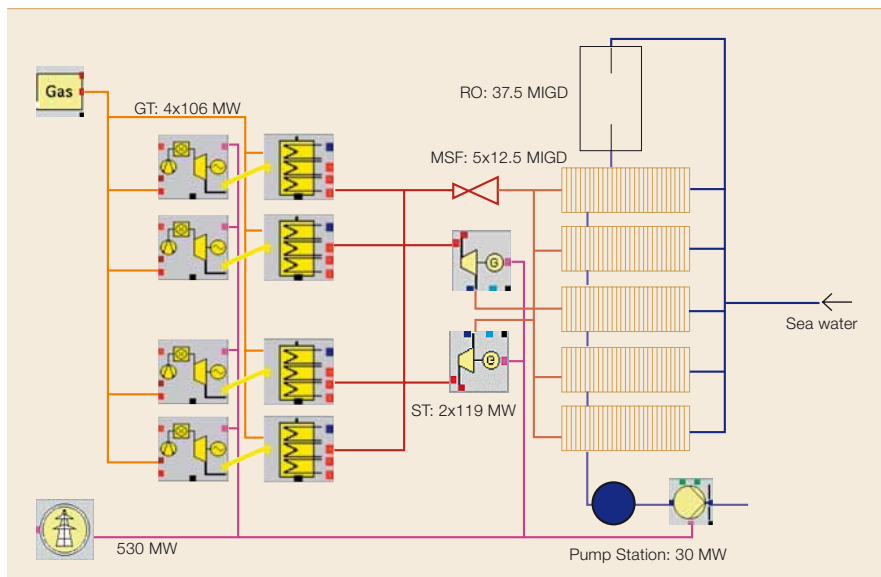 RO: 37.5 MIGD
Gas
GT: 4x106 MW
MSF: 5x12.5 MIGD
G
Sea water
G
ST: 2x119 MW
530 MW
Pump Station: 30 MW